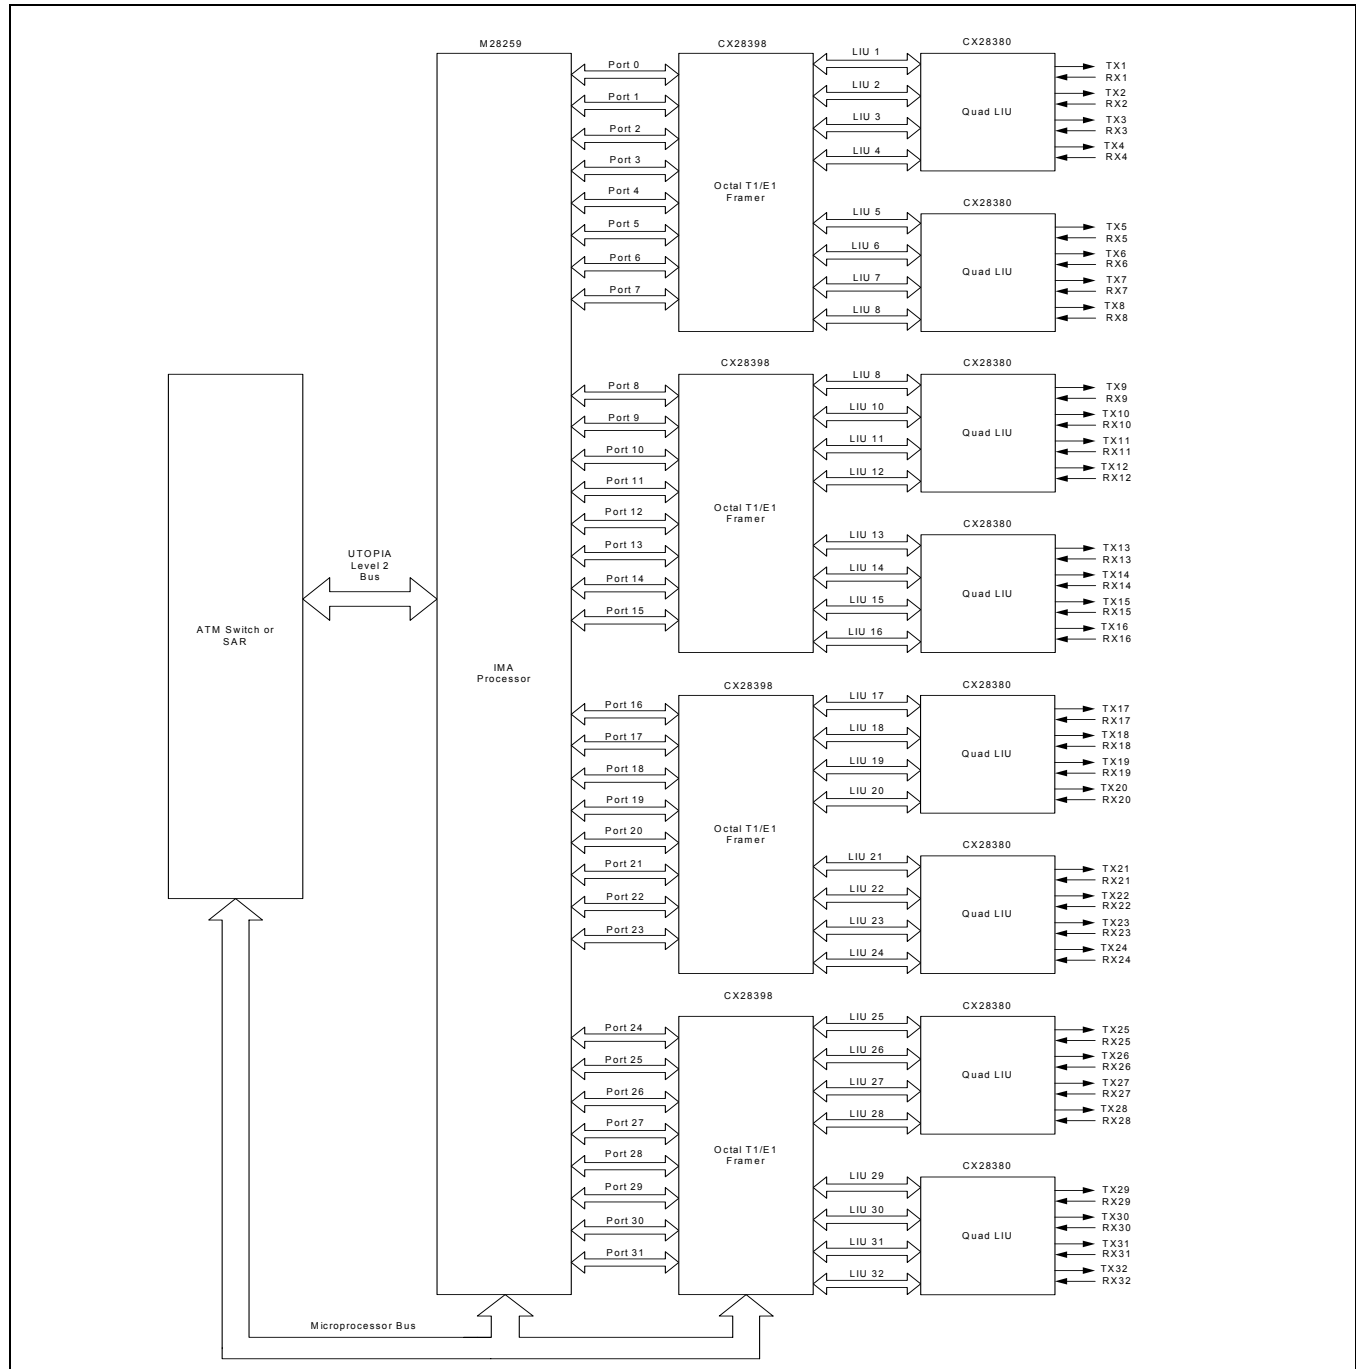 M28259
CX28398
CX28380
Port 0
Port 1
Port 2
Port 3
Port 4
Port 5
Port 6
Port 7
Octal T1/E1
Framer
LIU 1
LIU 2
LIU 3
LIU 4
Quad LIU
TX1
RX1
TX2
RX2
TX3
RX3
TX4
RX4
CX28380
LIU 5
LIU 6
LIU 7
LIU 8
Quad LIU
TX5
RX5
TX6
RX6
TX7
RX7
TX8
RX8
CX28398
CX28380
Port 8
Port 9
Port 10
Port 11
Port 12
Port 13
Port 14
Port 15
Octal T1/E1
Framer
LIU 8
LIU 10
LIU 11
LIU 12
Quad LIU
TX9
RX9
TX10
RX10
TX11
RX11
TX12
RX12
CX28380
LIU 13
LIU 14
LIU 15
LIU 16
Quad LIU
TX13
RX13
TX14
RX14
TX15
RX15
TX16
RX16
UTOPIA
Level 2
Bus
ATM Switch or
SAR
IMA
Processor
CX28398
CX28380
Port 16
Port 17
Port 18
Port 19
Port 20
Port 21
Port 22
Port 23
Octal T1/E1
Framer
LIU 17
LIU 18
LIU 19
LIU 20
Quad LIU
TX17
RX17
TX18
RX18
TX19
RX19
TX20
RX20
CX28380
LIU 21
LIU 22
LIU 23
LIU 24
Quad LIU
TX21
RX21
TX22
RX22
TX23
RX23
TX24
RX24
CX28398
CX28380
Port 24
Port 25
Port 26
Port 27
Port 28
Port 29
Port 30
Port 31
Octal T1/E1
Framer
LIU 25
LIU 26
LIU 27
LIU 28
Quad LIU
TX25
RX25
TX26
RX26
TX27
RX27
TX28
RX28
CX28380
LIU 29
LIU 30
LIU 31
LIU 32
Quad LIU
TX29
RX29
TX30
RX30
TX31
RX31
TX32
RX32
Microprocessor Bus